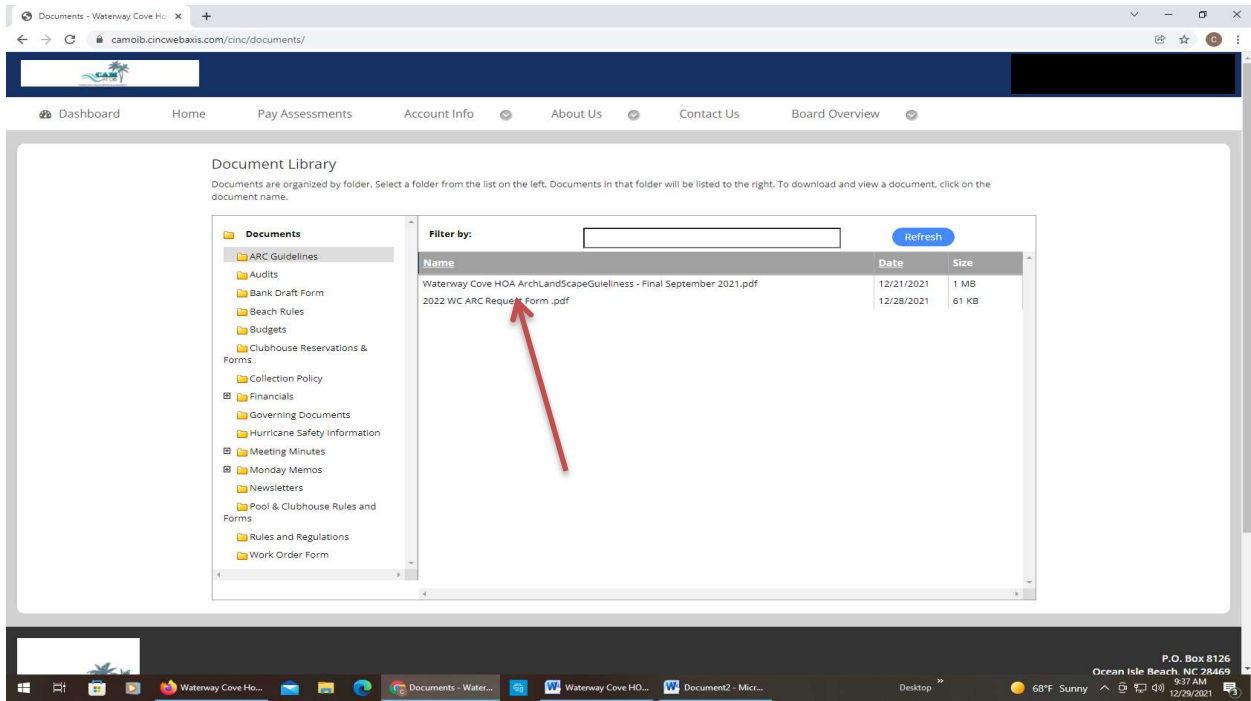 Documents - Waterway Cove Ho
camoib.cincwebaxis.com/cinc/documents/
C
CAM
Dashboard Home Pay Assessments Account Info About Us Contact Us Board Overview
Document Library
Documents are organized by folder. Select a folder from the list on the left. Documents in that folder will be listed to the right. To download and view a document, click on the
document name.
Documents
ARC Guidelines
Audits
Bank Draft Form
Beach Rules
Budgets
Clubhouse Reservations &
Forms
Collection Policy
Financials
Governing Documents
Hurricane Safety Information
Meeting Minutes
Monday Memos
Newsletters
Pool & Clubhouse Rules and
Forms
Rules and Regulations
Work Order Form
Filter by: Refresh
Name Date Size
Waterway Cove HOA ArchLandScapeGuieliness - Final September 2021.pdf 12/21/2021 1 MB
2022 WC ARC Request Form .pdf 12/28/2021 61 KB
P.O. Box 8126
Ocean Isle Beach, NC 28469
Waterway Cove Ho... Documents - Water... Waterway Cove HO... Document2 - Micr... Desktop 68°F Sunny
9:37 AM
12/29/2021
3